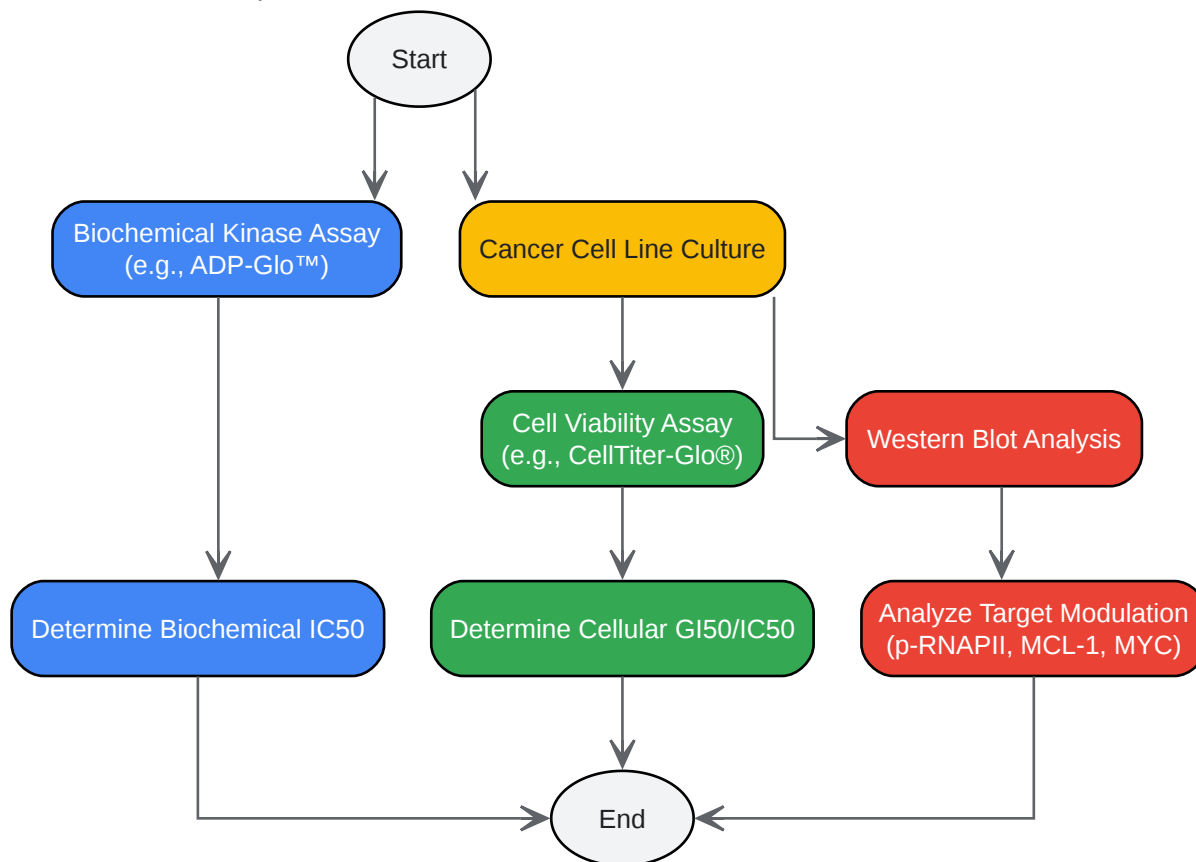 Start
Biochemical Kinase Assay
(e.g., ADP-Glo™)
Cancer Cell Line Culture
Cell Viability Assay
(e.g., CellTiter-Glo®)
Western Blot Analysis
Determine Biochemical IC50
Determine Cellular GI50/IC50
Analyze Target Modulation
(p-RNAPII, MCL-1, MYC)
End